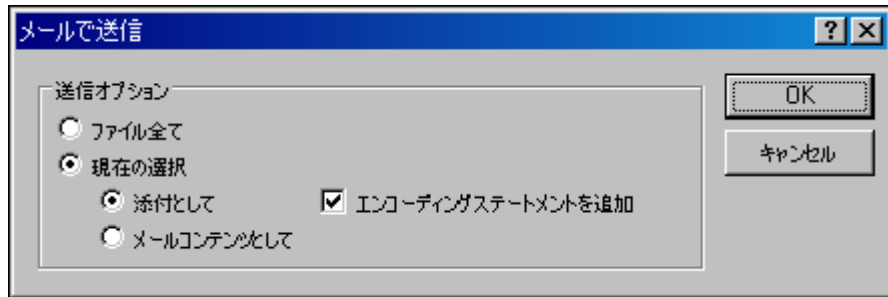 メールで送信
送信オプション
ファイル全て
現在の選択
添付として
エンコーディングステートメントを追加
メールコンテンツとして
OK
キャンセル